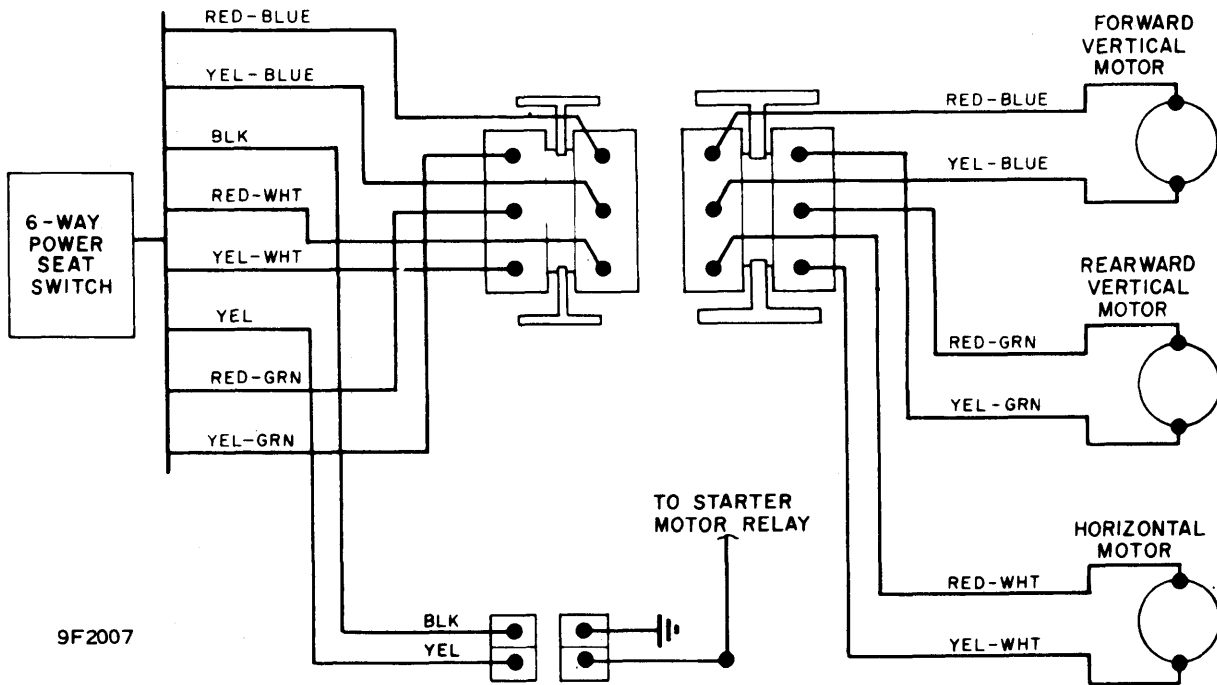 RED-BLUE
YEL-BLUE
BLK
RED-WHT
YEL-WHT
YEL
RED-GRN
YEL-GRN
6-WAY
POWER
SEAT
SWITCH
FORWARD
VERTICAL
MOTOR
RED-BLUE
YEL-BLUE
REARWARD
VERTICAL
MOTOR
RED-GRN
YEL-GRN
TO STARTER
MOTOR RELAY
HORIZONTAL
MOTOR
RED-WHT
YEL-WHT
BLK
YEL
9F2007